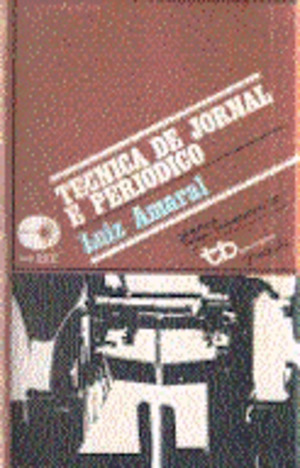 TECNICA DE JORNAL
E PERIODICO
Luiz Amaral
tb